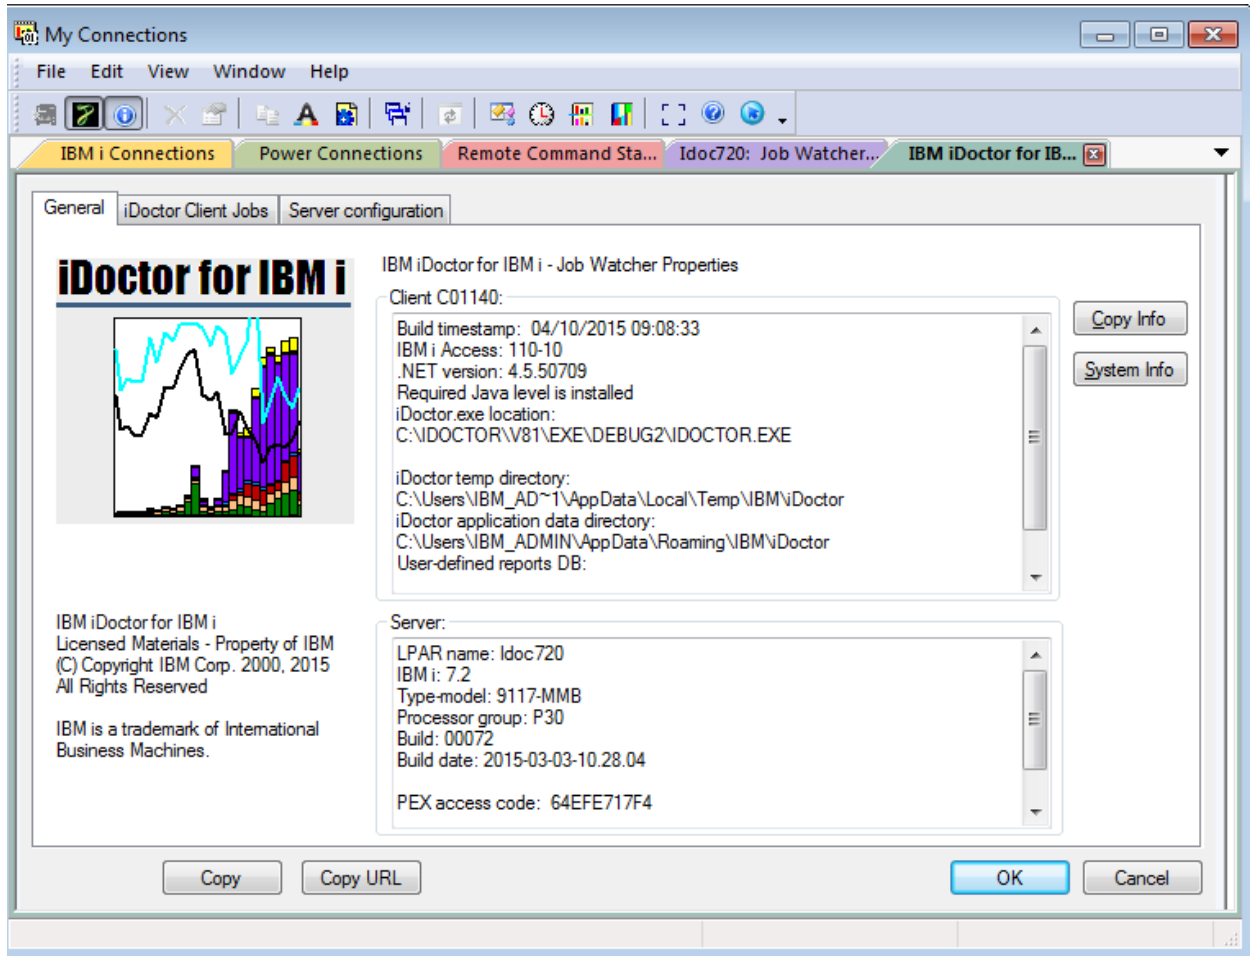 My Connections
File Edit View Window Help
IBM i Connections
Power Connections
Remote Command Sta...
Idoc720: Job Watcher...
IBM iDoctor for IB...
General
iDoctor Client Jobs
Server configuration
iDoctor for IBM i
IBM iDoctor for IBM i - Job Watcher Properties
Client C01140:
Build timestamp: 04/10/2015 09:08:33
IBM i Access: 110-10
.NET version: 4.5.50709
Required Java level is installed
iDoctor.exe location:
C:\IDOCTOR\V81\EXE\DEBUG2\IDOCTOR.EXE
iDoctor temp directory:
C:\Users\IBM_AD~1\AppData\Local\Temp\IBM\iDoctor
iDoctor application data directory:
C:\Users\IBM_ADMIN\AppData\Roaming\IBM\iDoctor
User-defined reports DB:
Copy Info
System Info
IBM iDoctor for IBM i
Licensed Materials - Property of IBM
(C) Copyright IBM Corp. 2000, 2015
All Rights Reserved
IBM is a trademark of International
Business Machines.
Server:
LPAR name: Idoc720
IBM i: 7.2
Type-model: 9117-MMB
Processor group: P30
Build: 00072
Build date: 2015-03-03-10.28.04
PEX access code: 64EFE717F4
Copy
Copy URL
OK
Cancel